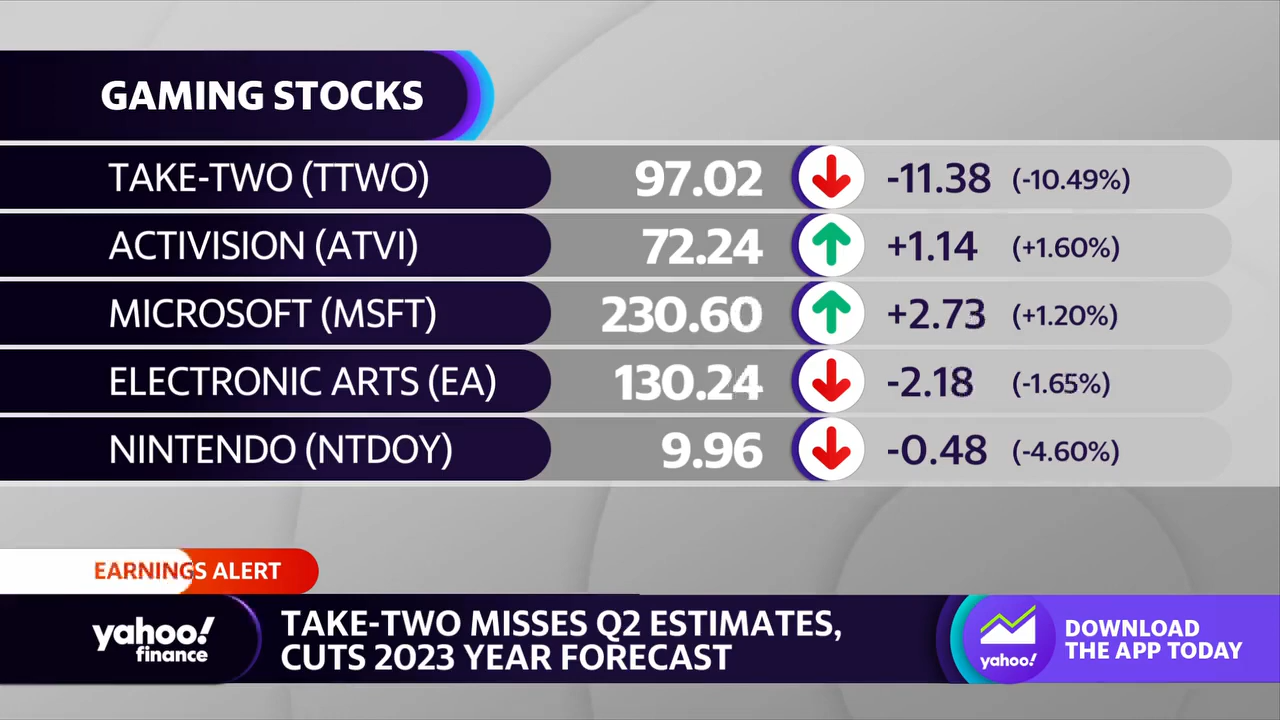 GAMING STOCKS
TAKE-TWO (TTWO) 97.02 -11.38 (-10.49%)
ACTIVISION (ATVI) 72.24 +1.14 (+1.60%)
MICROSOFT (MSFT) 230.60 +2.73 (+1.20%)
ELECTRONIC ARTS (EA) 130.24 -2.18 (-1.65%)
NINTENDO (NTDOY) 9.96 -0.48 (-4.60%)
EARNINGS ALERT
yahoo!
finance
TAKE-TWO MISSES Q2 ESTIMATES,
CUTS 2023 YEAR FORECAST
yahoo!
DOWNLOAD
THE APP TODAY